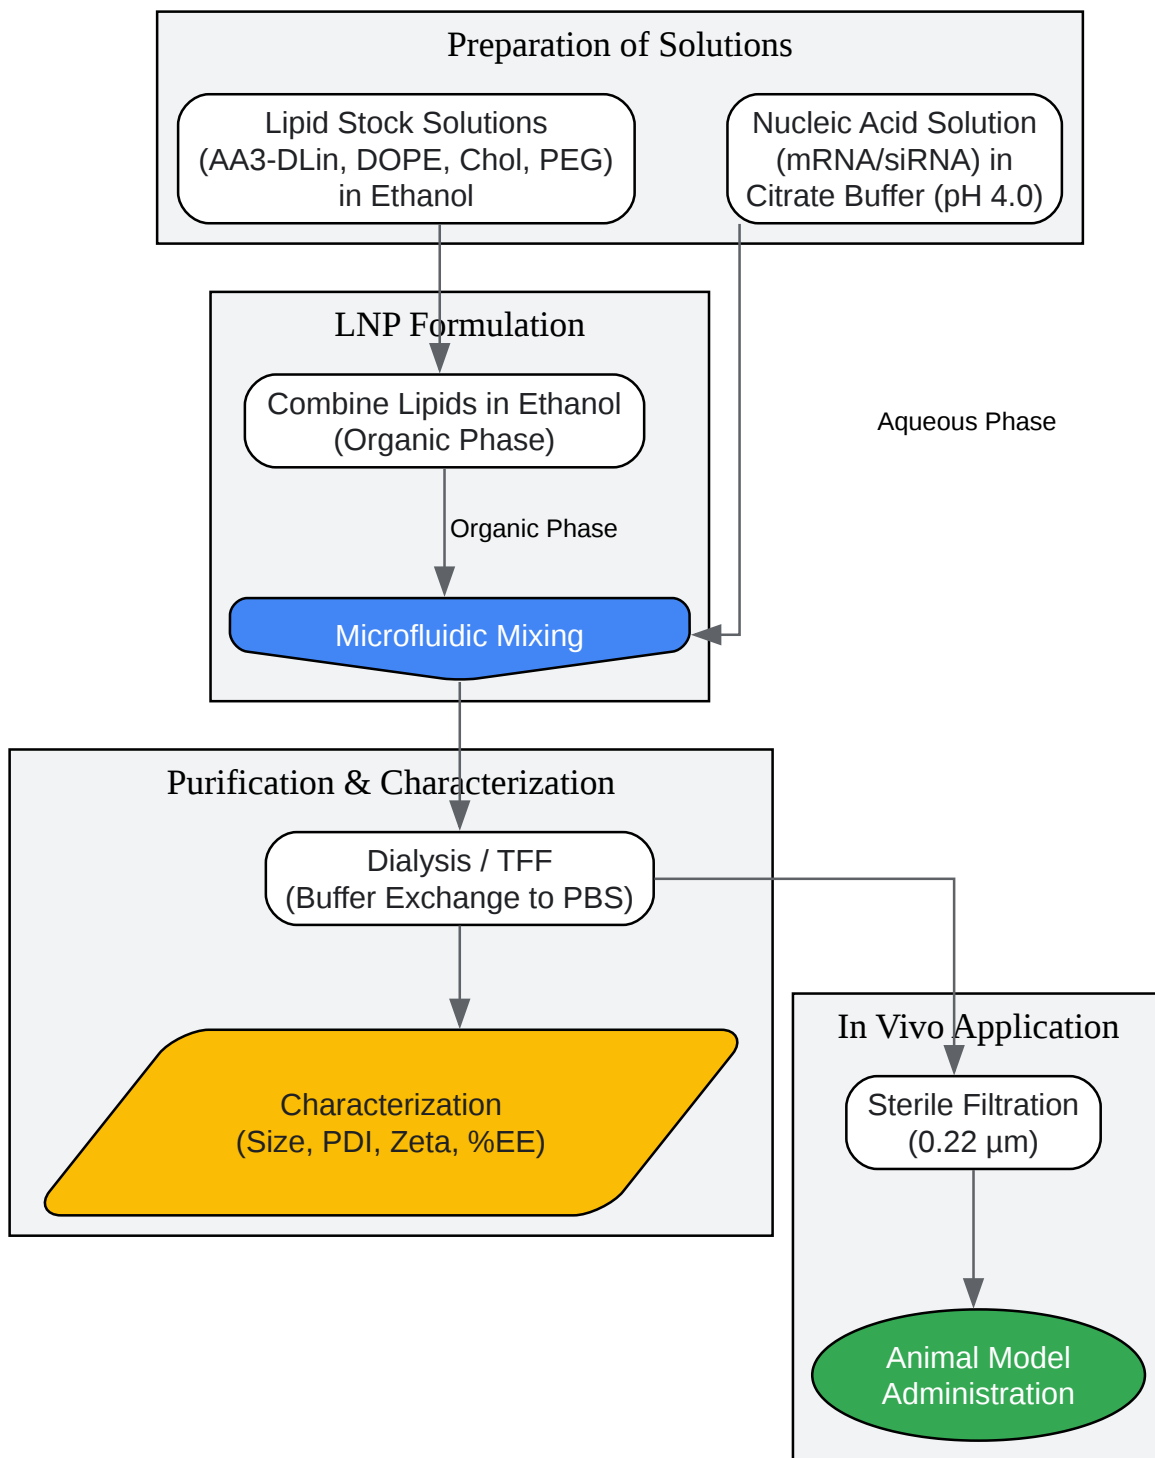 Preparation of Solutions
Lipid Stock Solutions
(AA3-DLin, DOPE, Chol, PEG)
in Ethanol
Nucleic Acid Solution
(mRNA/siRNA) in
Citrate Buffer (pH 4.0)
LNP Formulation
Combine Lipids in Ethanol
(Organic Phase)
Aqueous Phase
Organic Phase
Microfluidic Mixing
Purification & Characterization
Dialysis / TFF
(Buffer Exchange to PBS)
Characterization
(Size, PDI, Zeta, %EE)
In Vivo Application
Sterile Filtration
(0.22 µm)
Animal Model
Administration